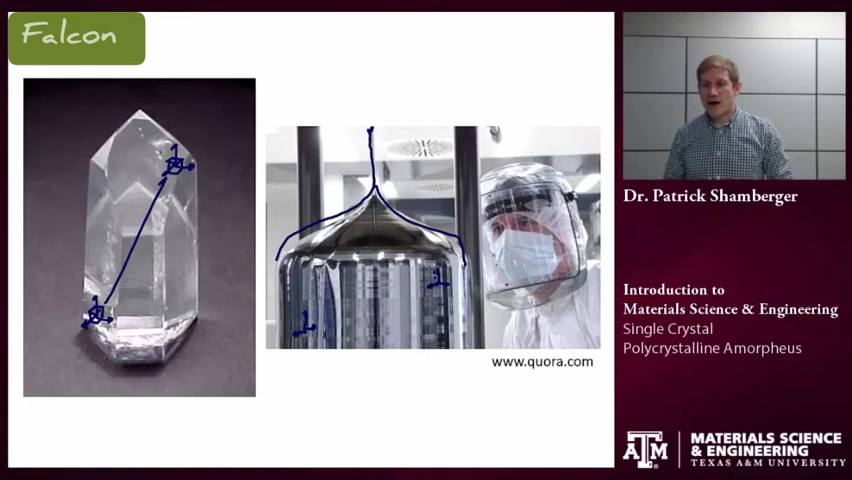 Falcon
www.quora.com
Dr. Patrick Shamberger
Introduction to
Materials Science & Engineering
Single Crystal
Polycrystalline Amorpheus
ATM
MATERIALS SCIENCE
& ENGINEERING
TEXAS A&M UNIVERSITY